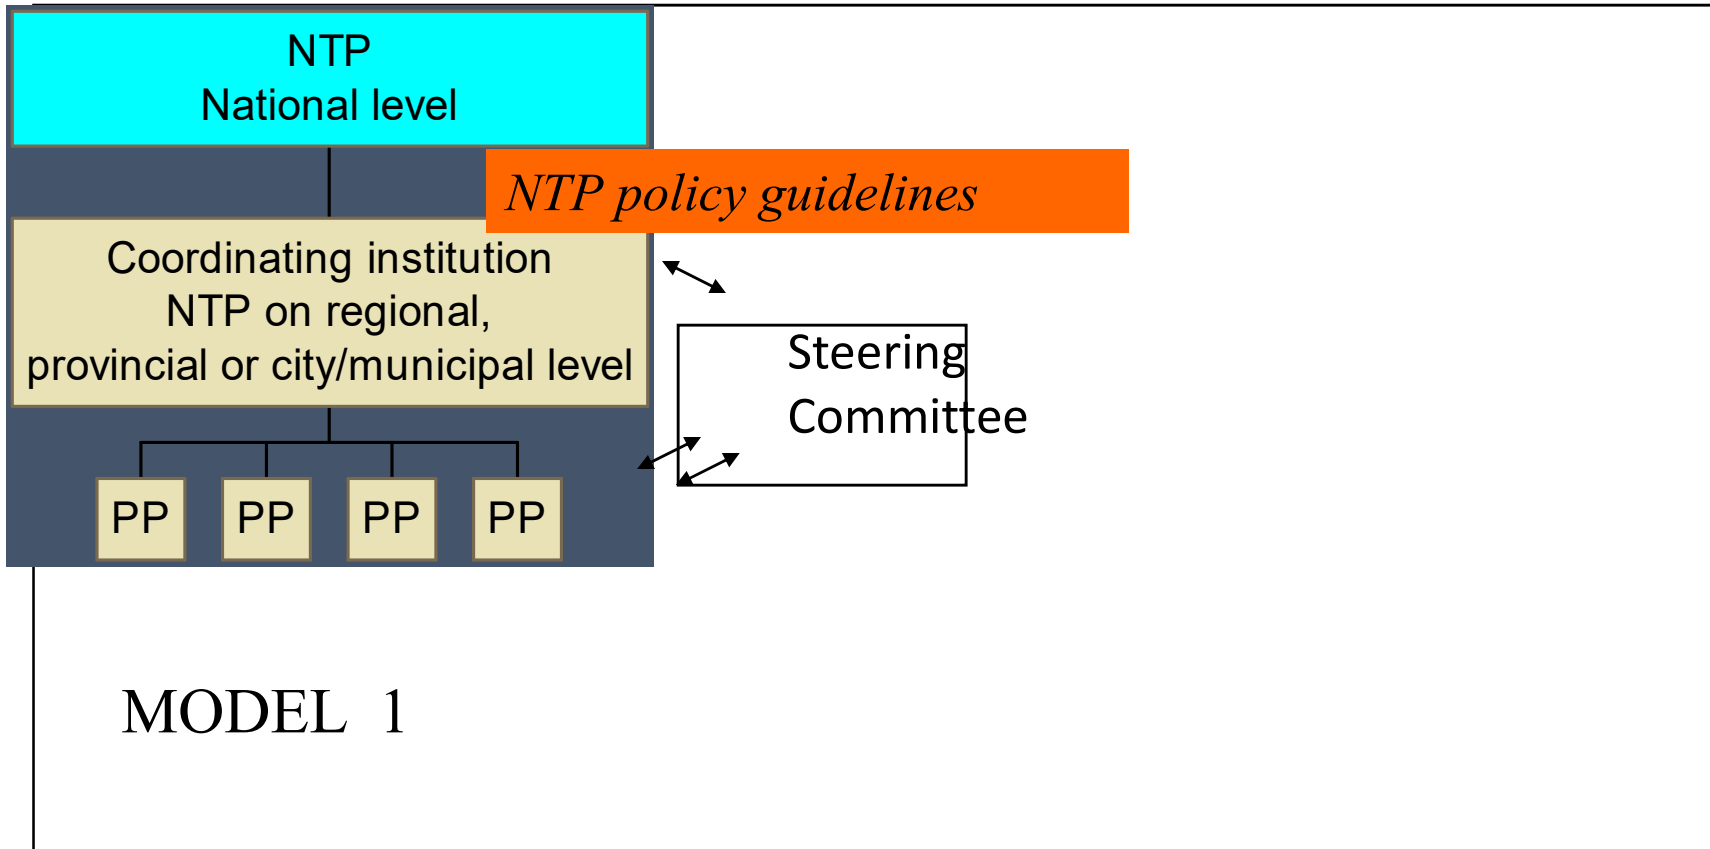 NTP
National level
NTP policy guidelines
Coordinating institution
NTP on regional,
provincial or city/municipal level
Steering
Committee
PP PP PP PP
MODEL 1